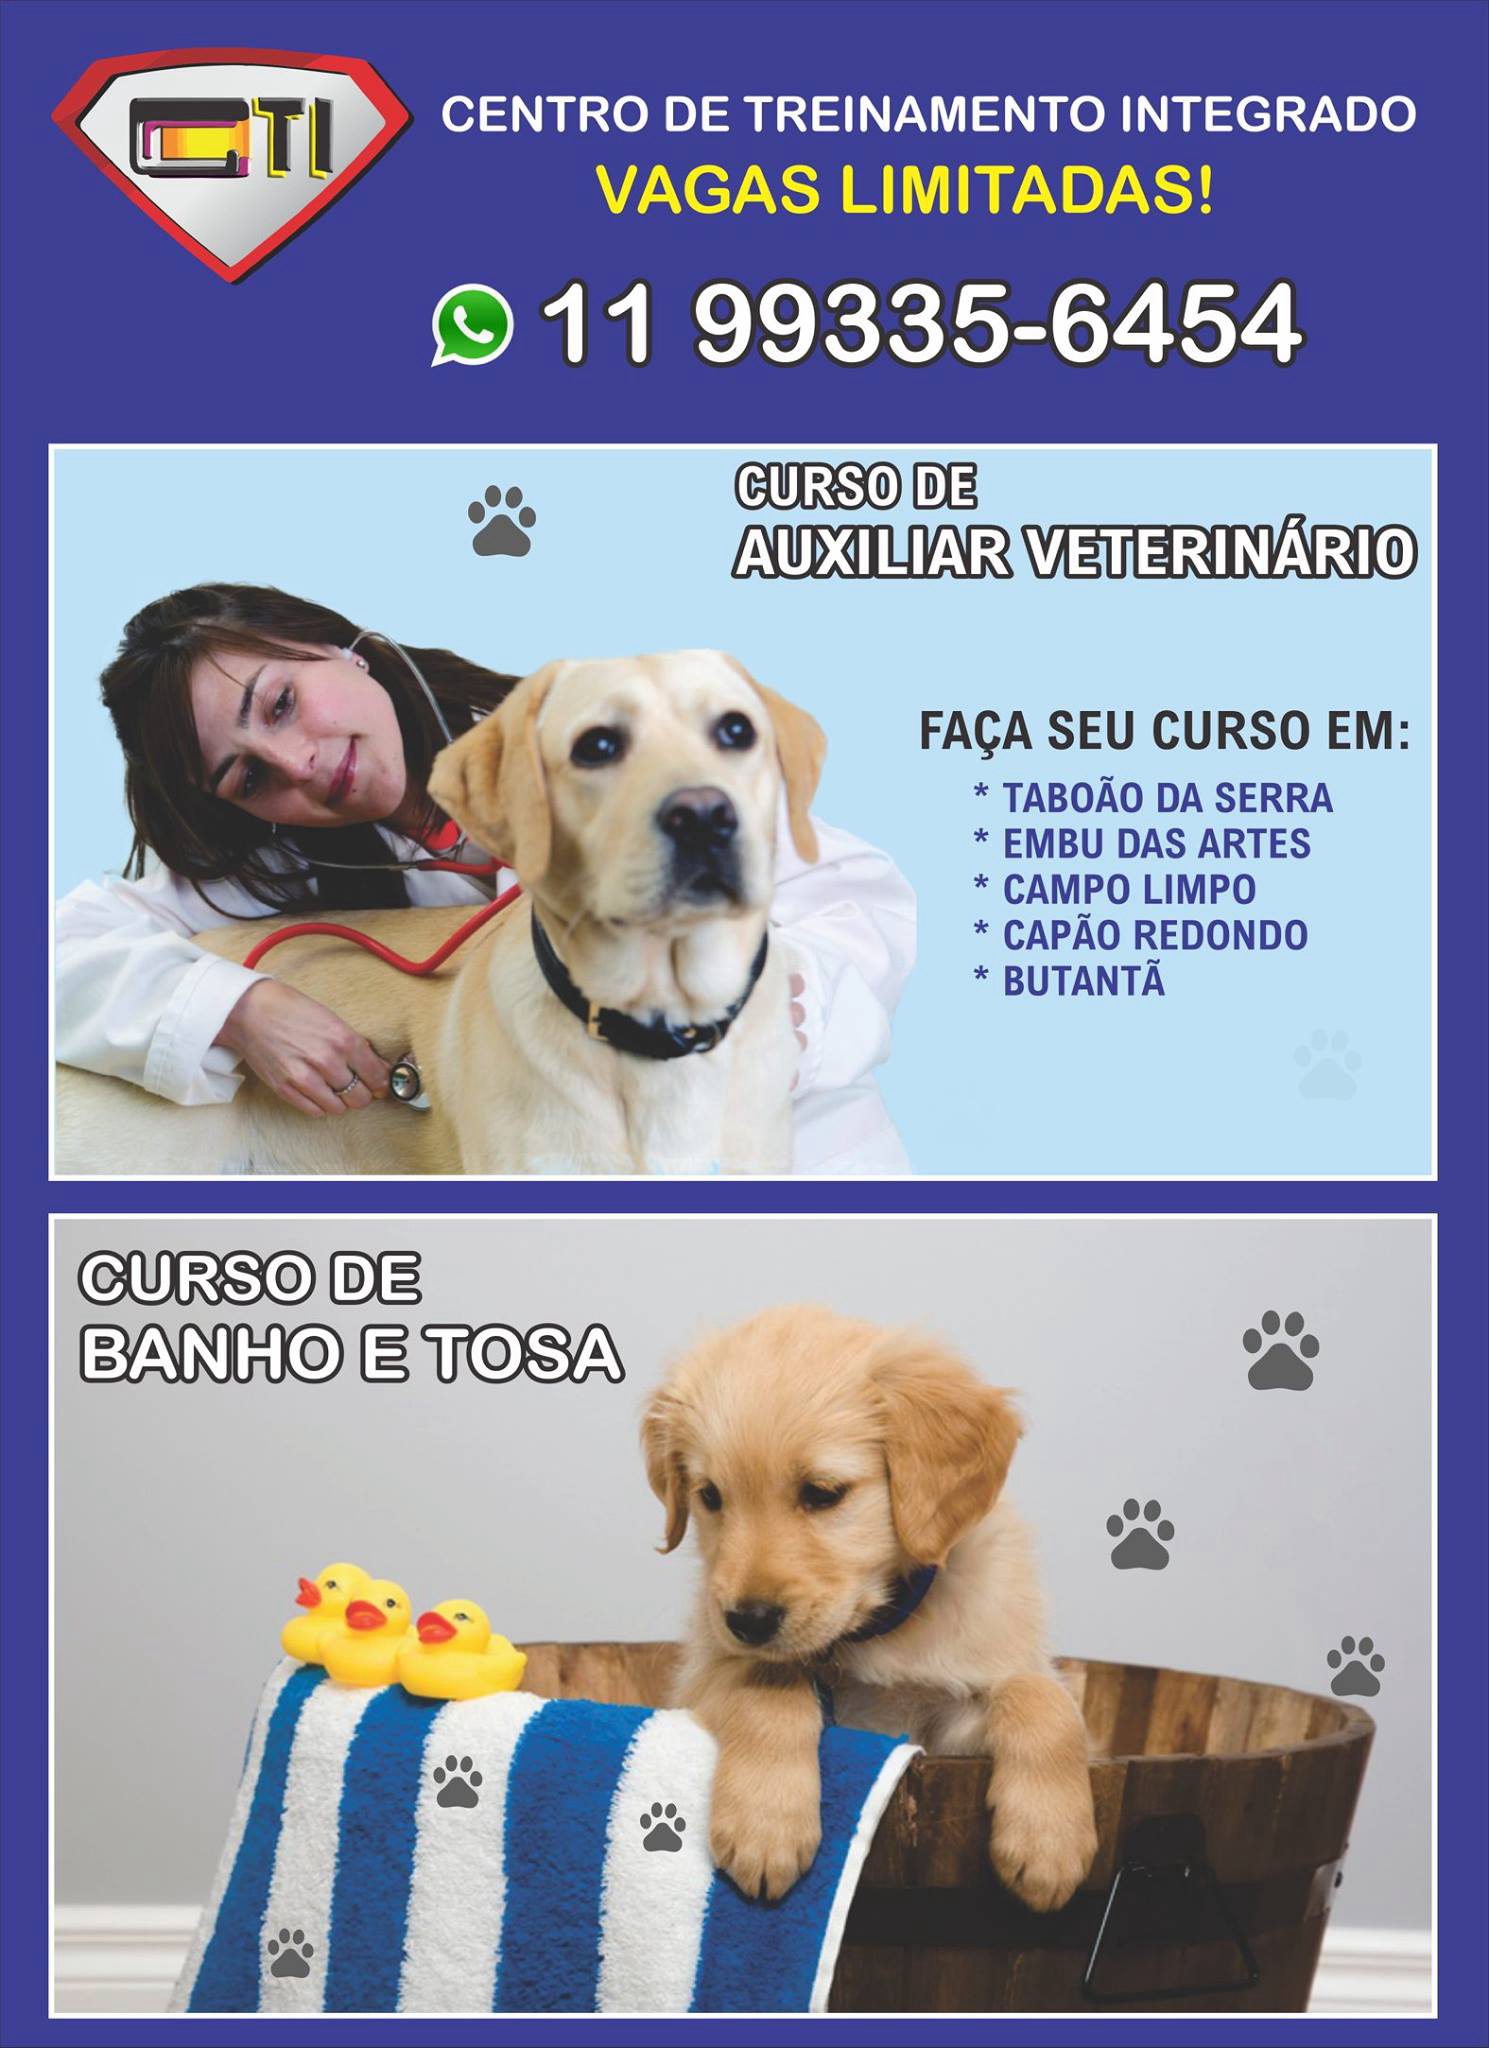 CTI
CENTRO DE TREINAMENTO INTEGRADO
VAGAS LIMITADAS!
11 99335-6454
CURSO DE
AUXILIAR VETERINÁRIO
FAÇA SEU CURSO EM:
* TABOÃO DA SERRA
* EMBU DAS ARTES
* CAMPO LIMPO
* CAPÃO REDONDO
* BUTANTÃ
CURSO DE
BANHO E TOSA